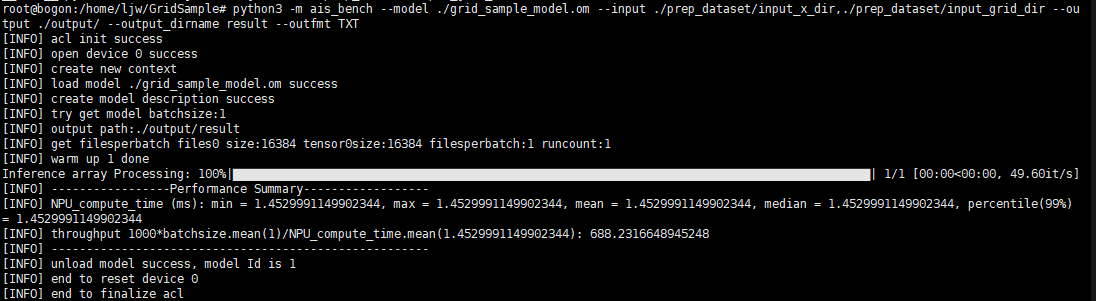 root@bogon:/home/ljw/GridSample# python3 -m ais_bench --model ./grid_sample_model.om --input ./prep_dataset/input_x_dir,./prep_dataset/input_grid_dir --ou
tput ./output/ --output_dirname result --outfmt TXT
[INFO] acl init success
[INFO] open device 0 success
[INFO] create new context
[INFO] load model ./grid_sample_model.om success
[INFO] create model description success
[INFO] try get model batchsize:1
[INFO] output path:./output/result
[INFO] get filesperbatch files0 size:16384 tensor0size:16384 filesperbatch:1 runcount:1
[INFO] warm up 1 done
Inference array Processing: 100%|██████████████████████████████| 1/1 [00:00<00:00, 49.60it/s]
[INFO] -----------------Performance Summary------------------
[INFO] NPU_compute_time (ms): min = 1.4529991149902344, max = 1.4529991149902344, mean = 1.4529991149902344, median = 1.4529991149902344, percentile(99%)
= 1.4529991149902344
[INFO] throughput 1000*batchsize.mean(1)/NPU_compute_time.mean(1.4529991149902344): 688.2316648945248
[INFO] ------------------------------------------------------
[INFO] unload model success, model Id is 1
[INFO] end to reset device 0
[INFO] end to finalize acl